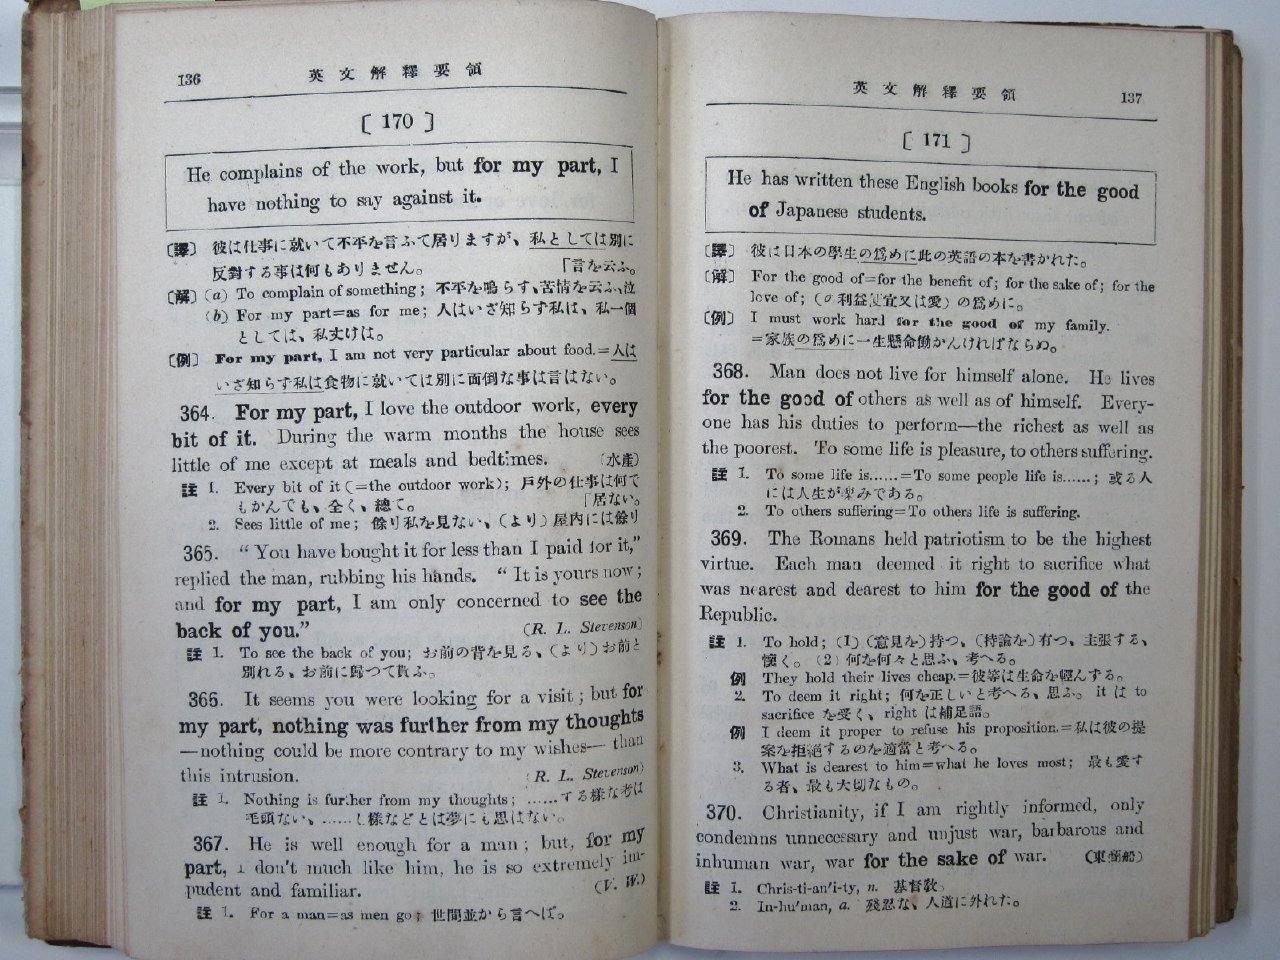 136
英文解釋要領
〔 170 〕
He complains of the work, but for my part, I
have nothing to say against it.
〔譯〕 彼は仕事に就いて不平を言ふて居りますが、私としては別に
反對する事は何もありません。 「言を云ふ。
〔解〕 (a) To complain of something; 不平を鳴らす、苦情を云ふ、泣
(b) For my part=as for me; 人はいざ知らず私は、私一個
としては、私丈けは。
〔例〕 For my part, I am not very particular about food.=人は
いざ知らず私は食物に就いては別に面倒な事は言はない。
364. For my part, I love the outdoor work, every
bit of it. During the warm months the house sees
little of me except at meals and bedtimes. (水產)
註 1. Every bit of it (=the outdoor work); 戶外の仕事は何で
もかんでも、全く、總て。 「居ない。
2. Sees little of me; 餘り私を見ない、(より) 屋内には餘り
365. “You have bought it for less than I paid for it,”
replied the man, rubbing his hands. “It is yours now;
and for my part, I am only concerned to see the
back of you.” (R. L. Stevenson)
註 1. To see the back of you; お前の背を見る、(より) お前と
別れる、お前に歸つて貰ふ。
366. It seems you were looking for a visit; but for
my part, nothing was further from my thoughts
—nothing could be more contrary to my wishes— than
this intrusion. (R. L. Stevenson)
註 1. Nothing is further from my thoughts; ……する樣な考は
毛頭ない、……し樣などとは夢にも思はない。
367. He is well enough for a man; but, for my
part, I don't much like him, he is so extremely im-
pudent and familiar. (V. W.)
註 1. For a man=as men go; 世間並から言へば。
英文解釋要領
137
〔 171 〕
He has written these English books for the good
of Japanese students.
〔譯〕 彼は日本の學生の爲めに此の英語の本を書かれた。
〔解〕 For the good of=for the benefit of; for the sake of; for the
love of; (の利益便宜又は愛) の爲めに。
〔例〕 I must work hard for the good of my family.
=家族の爲めに一生懸命働かんければならぬ。
368. Man does not live for himself alone. He lives
for the good of others as well as of himself. Every-
one has his duties to perform—the richest as well as
the poorest. To some life is pleasure, to others suffering.
註 1. To some life is……=To some people life is……; 或る人
には人生が樂みである。
2. To others suffering=To others life is suffering.
369. The Romans held patriotism to be the highest
virtue. Each man deemed it right to sacrifice what
was nearest and dearest to him for the good of the
Republic.
註 1. To hold; (1) (意見を) 持つ、(持論を) 有つ、主張する、
懷く。 (2) 何を何々と思ふ、考へる。
例 They hold their lives cheap.=彼等は生命を輕んずる。
2. To deem it right; 何を正しいと考へる、思ふ。 it は to
sacrifice を受く、right は補足語。
例 I deem it proper to refuse his proposition.=私は彼の提
案を拒絕するのを適當と考へる。
3. What is dearest to him=what he loves most; 最も愛す
る者、最も大切なもの。
370. Christianity, if I am rightly informed, only
condemns unnecessary and unjust war, barbarous and
inhuman war, war for the sake of war. (東商船)
註 1. Chris-ti-an'i-ty, n. 基督敎。
2. In-hu'man, a. 殘忍な、人道に外れた。